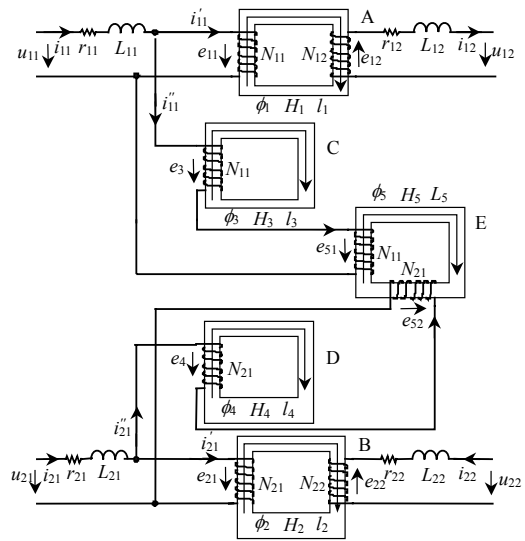 A
i'₁₁
u₁₁ i₁₁ r₁₁ L₁₁ e₁₁ N₁₁ N₁₂ e₁₂ r₁₂ L₁₂ i₁₂ u₁₂
ϕ₁ H₁ l₁
i''₁₁
C
e₃ N₁₁
ϕ₃ H₃ l₃
ϕ₅ H₅ L₅
E
e₅₁ N₁₁
N₂₁
e₅₂
D
e₄ N₂₁
ϕ₄ H₄ l₄
i''₂₁
i'₂₁
B
u₂₁ i₂₁ r₂₁ L₂₁ e₂₁ N₂₁ N₂₂ e₂₂ r₂₂ L₂₂ i₂₂ u₂₂
ϕ₂ H₂ l₂